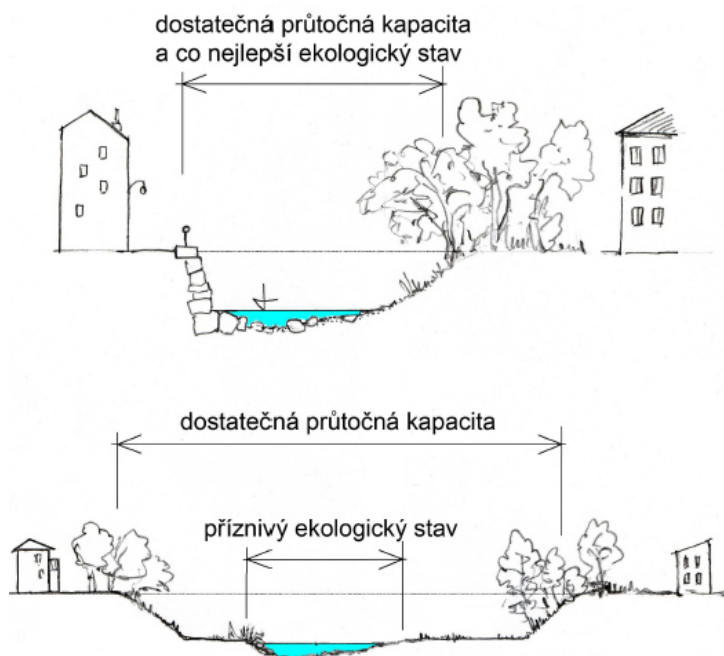 dostatečná průtočná kapacita
a co nejlepší ekologický stav
dostatečná průtočná kapacita
příznivý ekologický stav